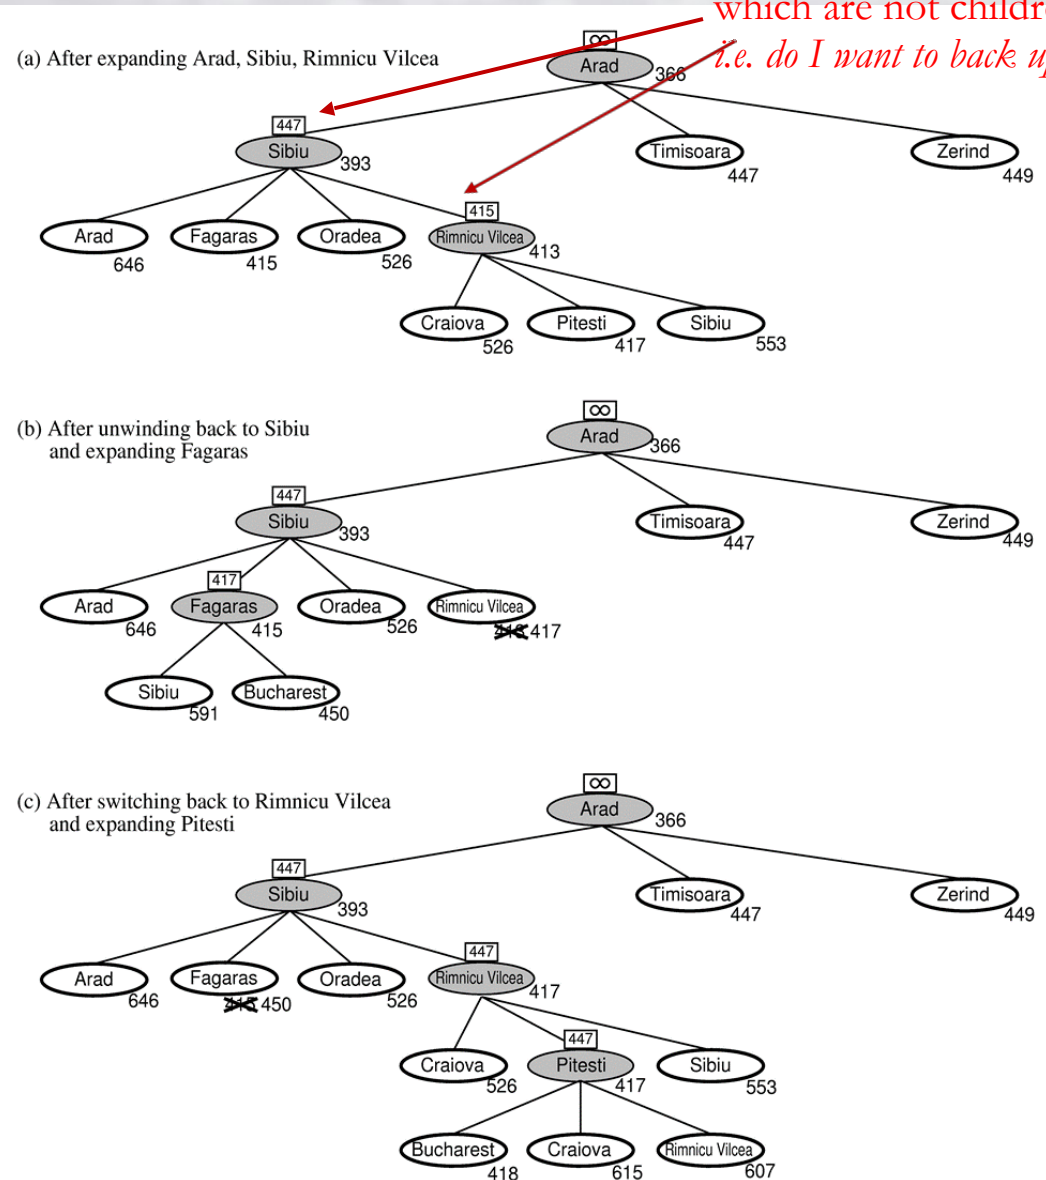 which are not childre
i.e. do I want to back up
(a) After expanding Arad, Sibiu, Rimnicu Vilcea
∞
Arad
366
447
Sibiu
393
Timisoara
447
Zerind
449
Arad
646
Fagaras
415
Oradea
526
415
Rimnicu Vilcea
413
Craiova
526
Pitesti
417
Sibiu
553
(b) After unwinding back to Sibiu
and expanding Fagaras
∞
Arad
366
447
Sibiu
393
Timisoara
447
Zerind
449
Arad
646
417
Fagaras
415
Oradea
526
Rimnicu Vilcea
413 417
Sibiu
591
Bucharest
450
(c) After switching back to Rimnicu Vilcea
and expanding Pitesti
∞
Arad
366
447
Sibiu
393
Timisoara
447
Zerind
449
Arad
646
Fagaras
415 450
Oradea
526
447
Rimnicu Vilcea
417
Craiova
526
447
Pitesti
417
Sibiu
553
Bucharest
418
Craiova
615
Rimnicu Vilcea
607